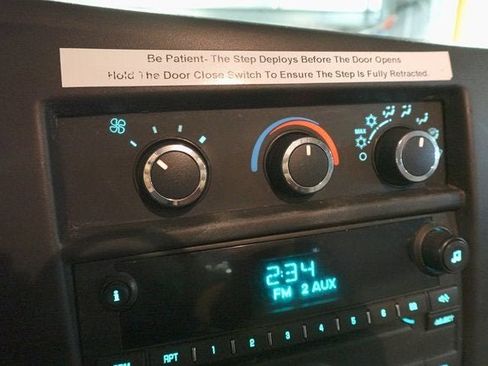 Be Patient- The Step Deploys Before The Door Opens
Hold The Door Close Switch To Ensure The Step Is Fully Retracted.
MAX
2:34
FM 2 AUX
i
RPT 1 2 3 4 5 6